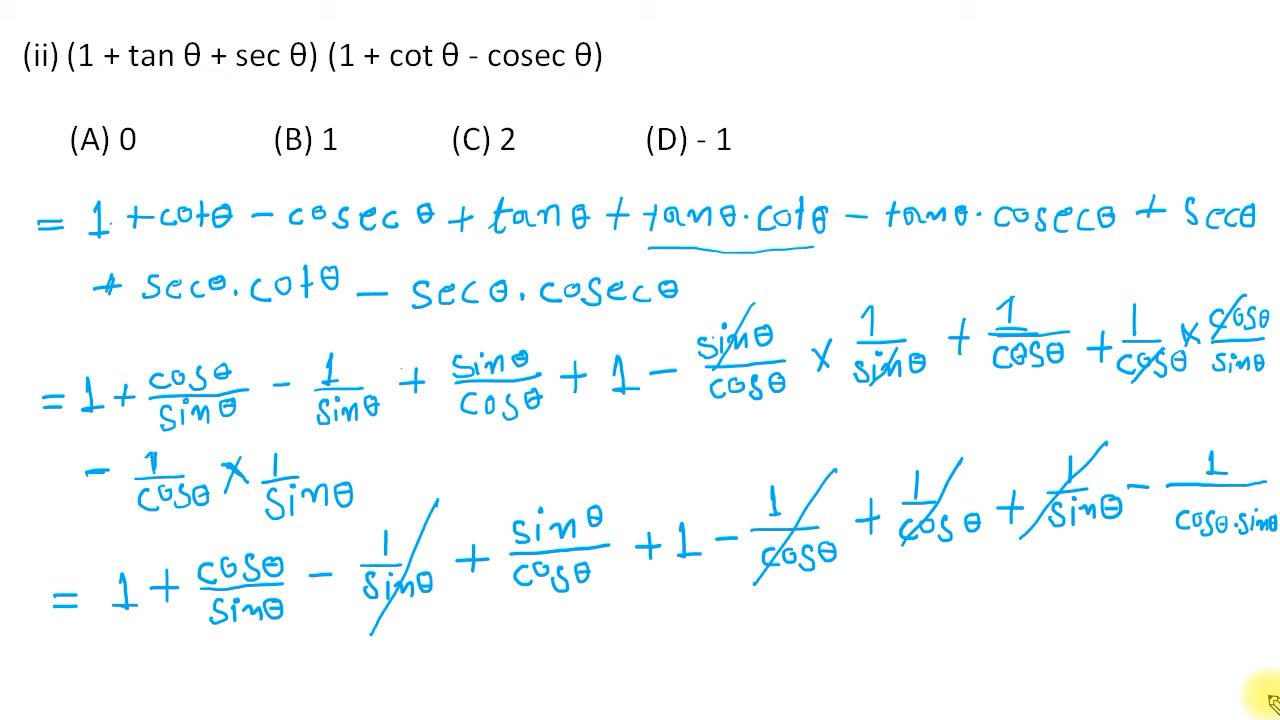 (ii) (1 + tan θ + sec θ) (1 + cot θ - cosec θ)
(A) 0 (B) 1 (C) 2 (D) - 1
= 1 + cotθ - cosecθ + tanθ + tanθ·cotθ - tanθ·cosecθ + secθ
+ secθ·cotθ - secθ·cosecθ
= 1 + cosθ/sinθ - 1/sinθ + sinθ/cosθ + 1 - sinθ/cosθ × 1/sinθ + 1/cosθ + 1/cosθ × cosθ/sinθ
- 1/cosθ × 1/sinθ
= 1 + cosθ/sinθ - 1/sinθ + sinθ/cosθ + 1 - 1/cosθ + 1/cosθ + 1/sinθ - 1/cosθ·sinθ